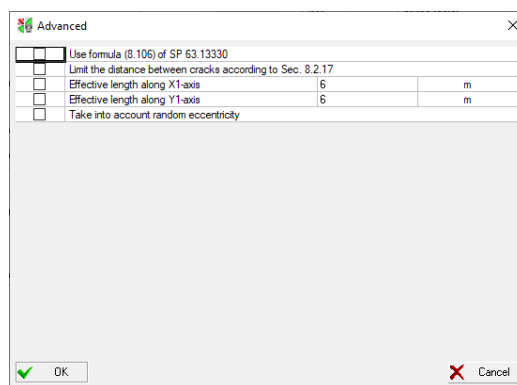 Advanced
Use formula (8.106) of SP 63.13330
Limit the distance between cracks according to Sec. 8.2.17
Effective length along X1-axis 6 m
Effective length along Y1-axis 6 m
Take into account random eccentricity
OK Cancel